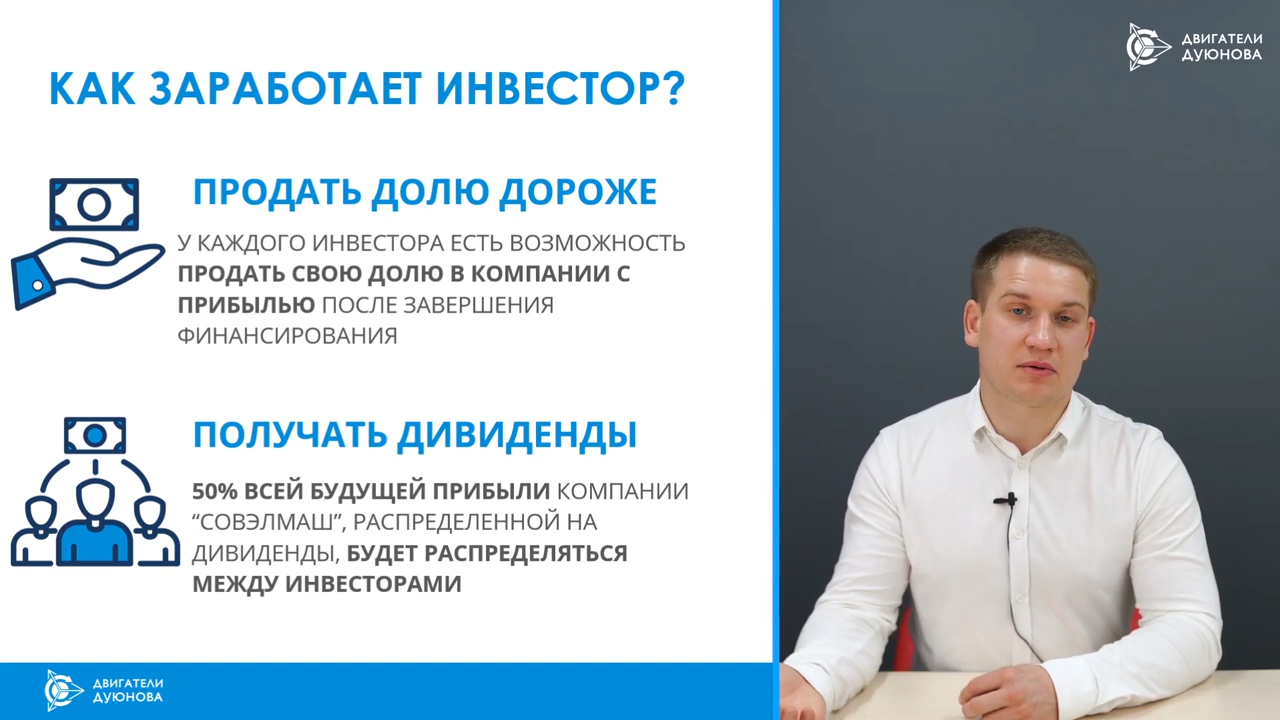 КАК ЗАРАБОТАЕТ ИНВЕСТОР?
ПРОДАТЬ ДОЛЮ ДОРОЖЕ
У КАЖДОГО ИНВЕСТОРА ЕСТЬ ВОЗМОЖНОСТЬ
ПРОДАТЬ СВОЮ ДОЛЮ В КОМПАНИИ С
ПРИБЫЛЬЮ ПОСЛЕ ЗАВЕРШЕНИЯ
ФИНАНСИРОВАНИЯ
ПОЛУЧАТЬ ДИВИДЕНДЫ
50% ВСЕЙ БУДУЩЕЙ ПРИБЫЛИ КОМПАНИИ
“СОВЭЛМАШ”, РАСПРЕДЕЛЕННОЙ НА
ДИВИДЕНДЫ, БУДЕТ РАСПРЕДЕЛЯТЬСЯ
МЕЖДУ ИНВЕСТОРАМИ
ДВИГАТЕЛИ
ДУЮНОВА
ДВИГАТЕЛИ
ДУЮНОВА